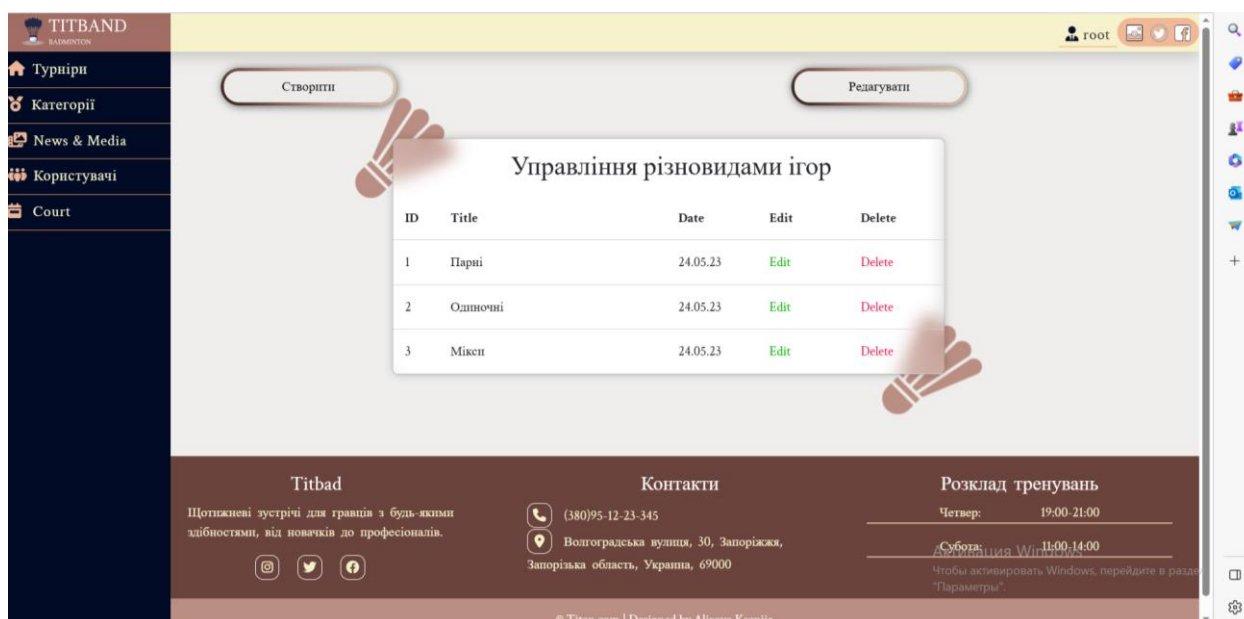 TITBAND
BADMINTON
root
Турніри
Категорії
News & Media
Користувачі
Court
Створити
Редагувати
Управління різновидами ігор
ID Title Date Edit Delete
1 Парні 24.05.23 Edit Delete
2 Одиночні 24.05.23 Edit Delete
3 Мікси 24.05.23 Edit Delete
Titbad
Щотижневі зустрічі для гравців з будь-якими
здібностями, від новачків до професіоналів.
Контакти
(380)95-12-23-345
Волгоградська вулиця, 30, Запоріжжя,
Запорізька область, Украина, 69000
Розклад тренувань
Четвер: 19:00-21:00
Субота: 11:00-14:00
Активация Windows
Чтобы активировать Windows, перейдите в разде
"Параметры".